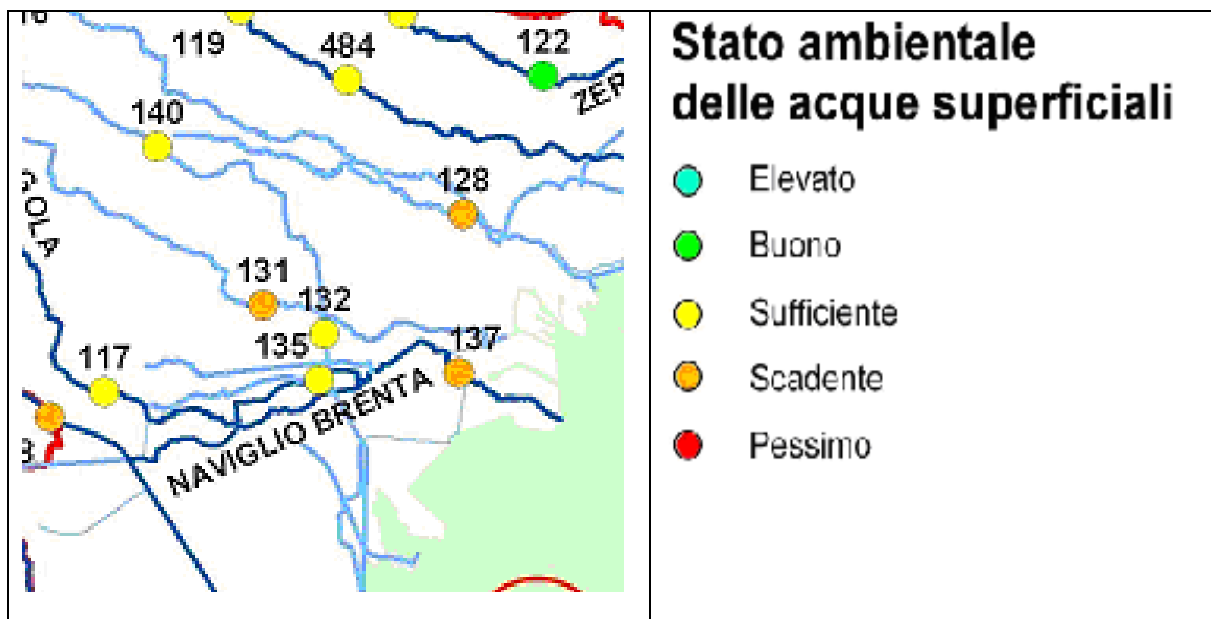 119
484
122
ZER
140
128
GOLA
131
132
135
137
117
NAVIGLIO BRENTA
Stato ambientale
delle acque superficiali
Elevato
Buono
Sufficiente
Scadente
Pessimo